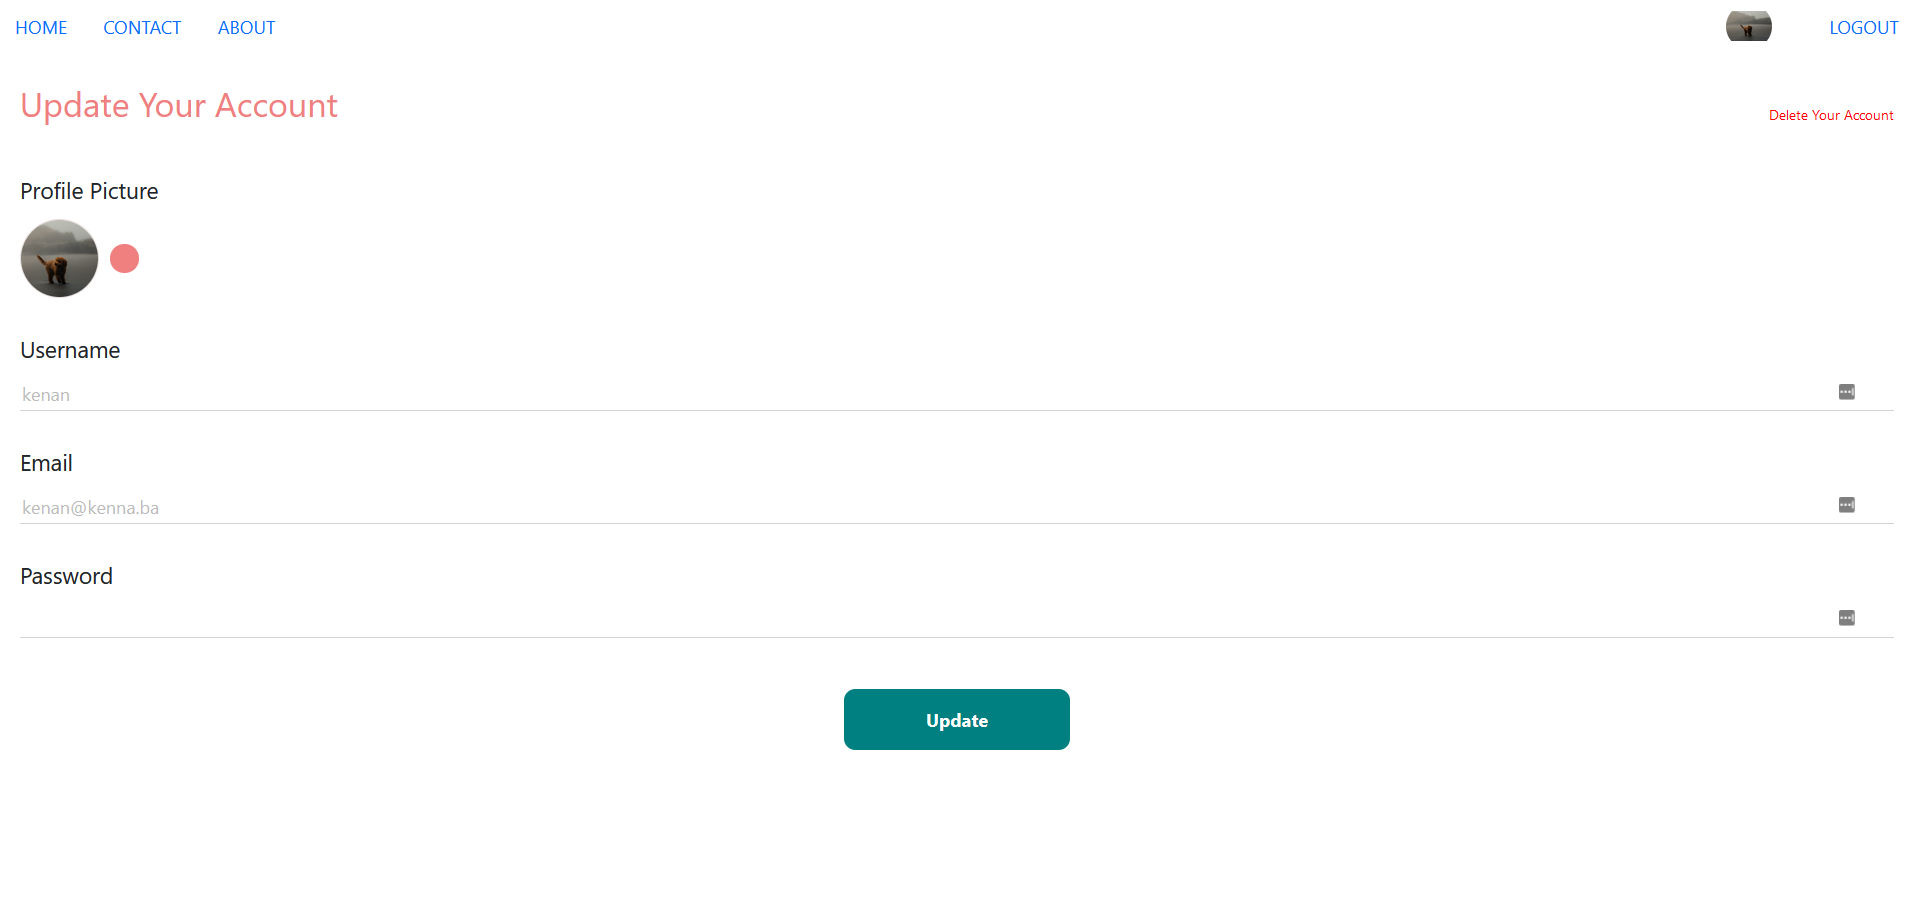 HOME CONTACT ABOUT LOGOUT
Update Your Account
Delete Your Account
Profile Picture
Username
kenan
Email
kenan@kenna.ba
Password
Update